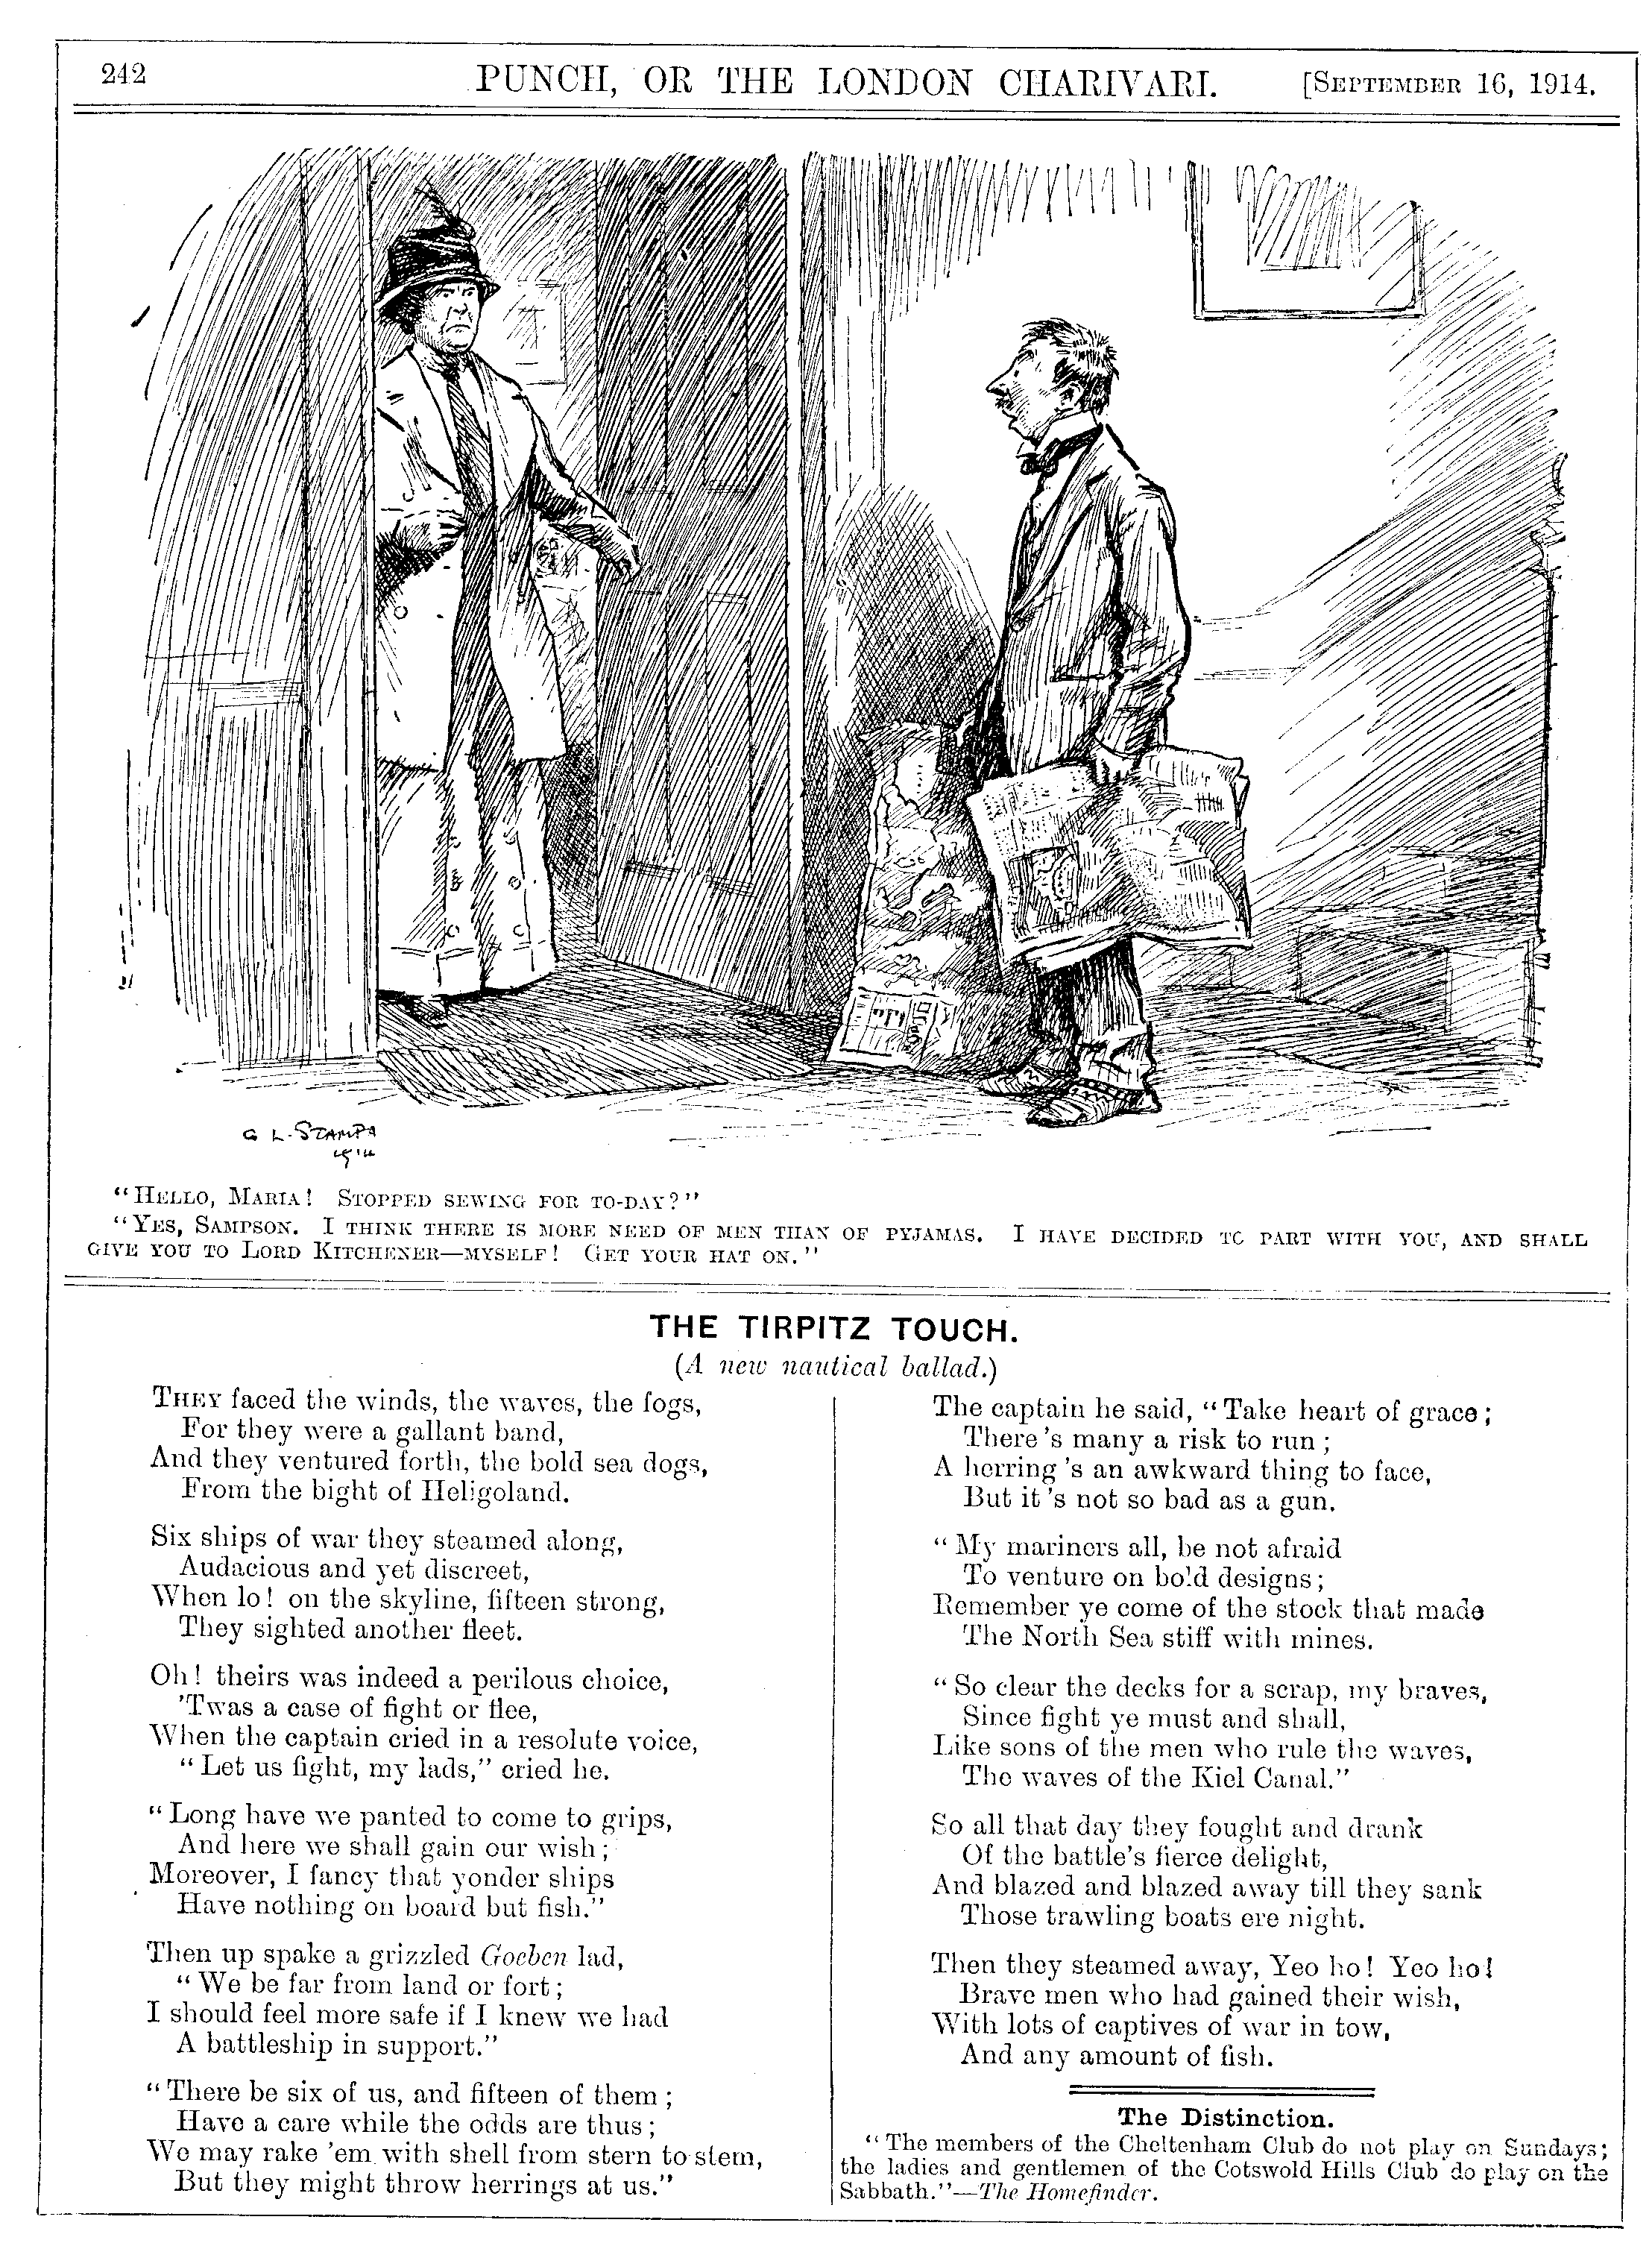 242
PUNCH, OR THE LONDON CHARIVARI.
[SEPTEMBER 16, 1914.
G L. STAMPA
1914
"HELLO, MARIA! STOPPED SEWING FOR TO-DAY?"
"YES, SAMPSON. I THINK THERE IS MORE NEED OF MEN THAN OF PYJAMAS. I HAVE DECIDED TO PART WITH YOU, AND SHALL
GIVE YOU TO LORD KITCHENER—MYSELF! GET YOUR HAT ON."
THE TIRPITZ TOUCH.
(A new nautical ballad.)
THEY faced the winds, the waves, the fogs,
For they were a gallant band,
And they ventured forth, the bold sea dogs,
From the bight of Heligoland.
Six ships of war they steamed along,
Audacious and yet discreet,
When lo! on the skyline, fifteen strong,
They sighted another fleet.
Oh! theirs was indeed a perilous choice,
'Twas a case of fight or flee,
When the captain cried in a resolute voice,
"Let us fight, my lads," cried he.
"Long have we panted to come to grips,
And here we shall gain our wish;
Moreover, I fancy that yonder ships
Have nothing on board but fish."
Then up spake a grizzled Goeben lad,
"We be far from land or fort;
I should feel more safe if I knew we had
A battleship in support."
"There be six of us, and fifteen of them;
Have a care while the odds are thus;
We may rake 'em with shell from stern to stem,
But they might throw herrings at us."
The captain he said, "Take heart of grace;
There's many a risk to run;
A herring's an awkward thing to face,
But it's not so bad as a gun.
"My mariners all, be not afraid
To venture on bold designs;
Remember ye come of the stock that made
The North Sea stiff with mines.
"So clear the decks for a scrap, my braves,
Since fight ye must and shall,
Like sons of the men who rule the waves,
The waves of the Kiel Canal."
So all that day they fought and drank
Of the battle's fierce delight,
And blazed and blazed away till they sank
Those trawling boats ere night.
Then they steamed away, Yeo ho! Yeo ho!
Brave men who had gained their wish,
With lots of captives of war in tow,
And any amount of fish.
The Distinction.
"The members of the Cheltenham Club do not play on Sundays;
the ladies and gentlemen of the Cotswold Hills Club do play on the
Sabbath."—The Homefinder.